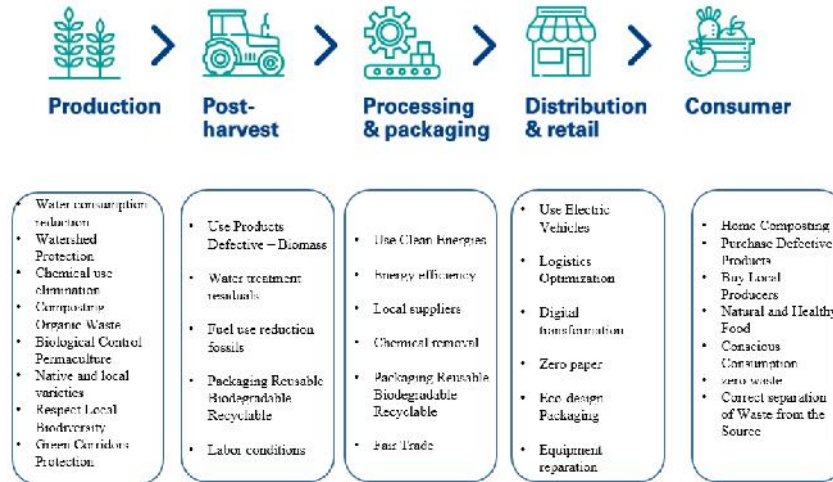 Production
Post-
harvest
Processing
& packaging
Distribution
& retail
Consumer
• Water consumption
reduction
• Watershed
Protection
• Chemical use
elimination
• Composting
Organic Waste
• Biological Control
Permaculture
• Native and local
varieties
• Respect Local
Biodiversity
• Green Corridors
Protection
• Use Products
Defective – Biomass
• Water treatment
residuals
• Fuel use reduction
fossils
• Packaging Reusable
Biodegradable
Recyclable
• Labor conditions
• Use Clean Energies
• Energy efficiency
• Local suppliers
• Chemical removal
• Packaging Reusable
Biodegradable
Recyclable
• Fair Trade
• Use Electric
Vehicles
• Logistics
Optimization
• Digital
transformation
• Zero paper
• Eco-design
Packaging
• Equipment
reparation
• Home Composting
• Purchase Defective
Products
• Buy Local
Producers
• Natural and Healthy
Food
• Conscious
Consumption
• zero waste
• Correct separation
of Waste from the
Source